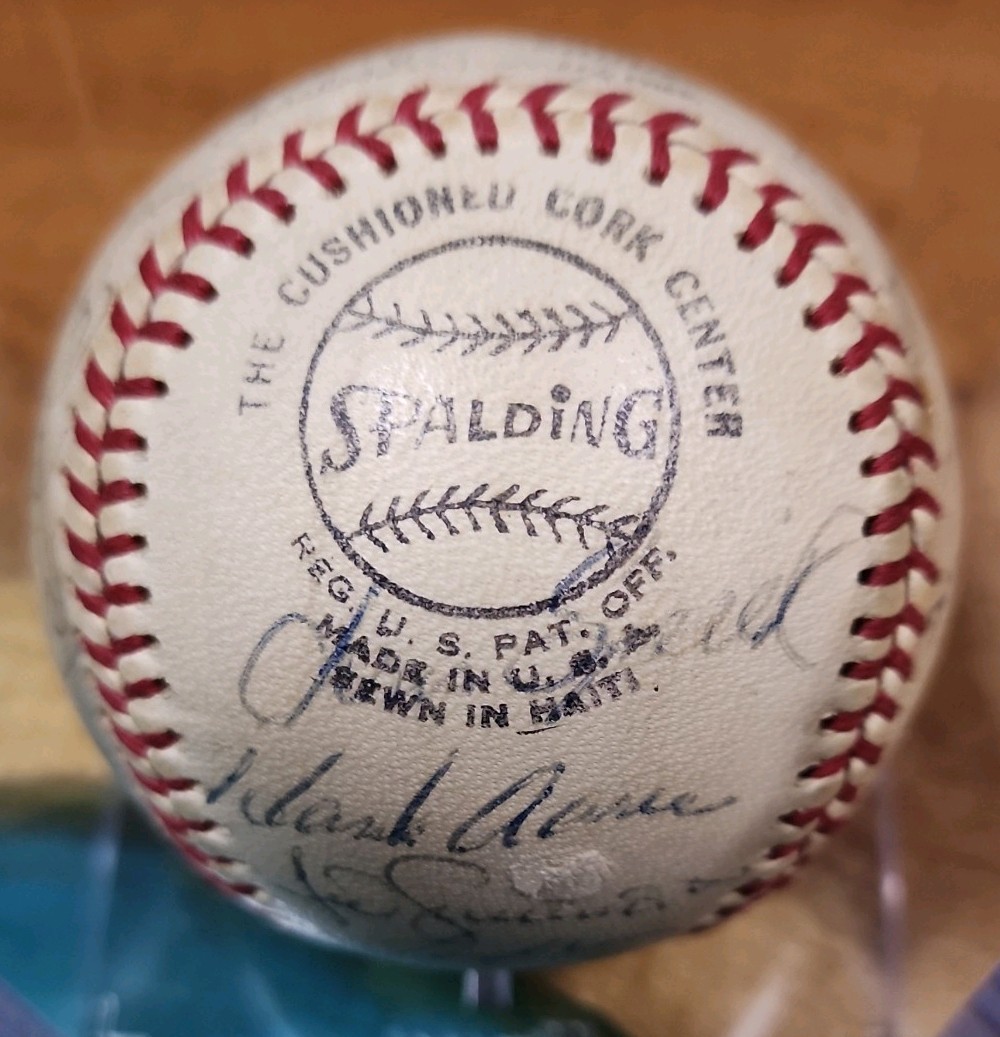 THE CUSHIONED CORK CENTER
SPALDING
REG. U. S. PAT. OFF.
MADE IN U. S. A.
SEWN IN HAITI
Hank Aaron